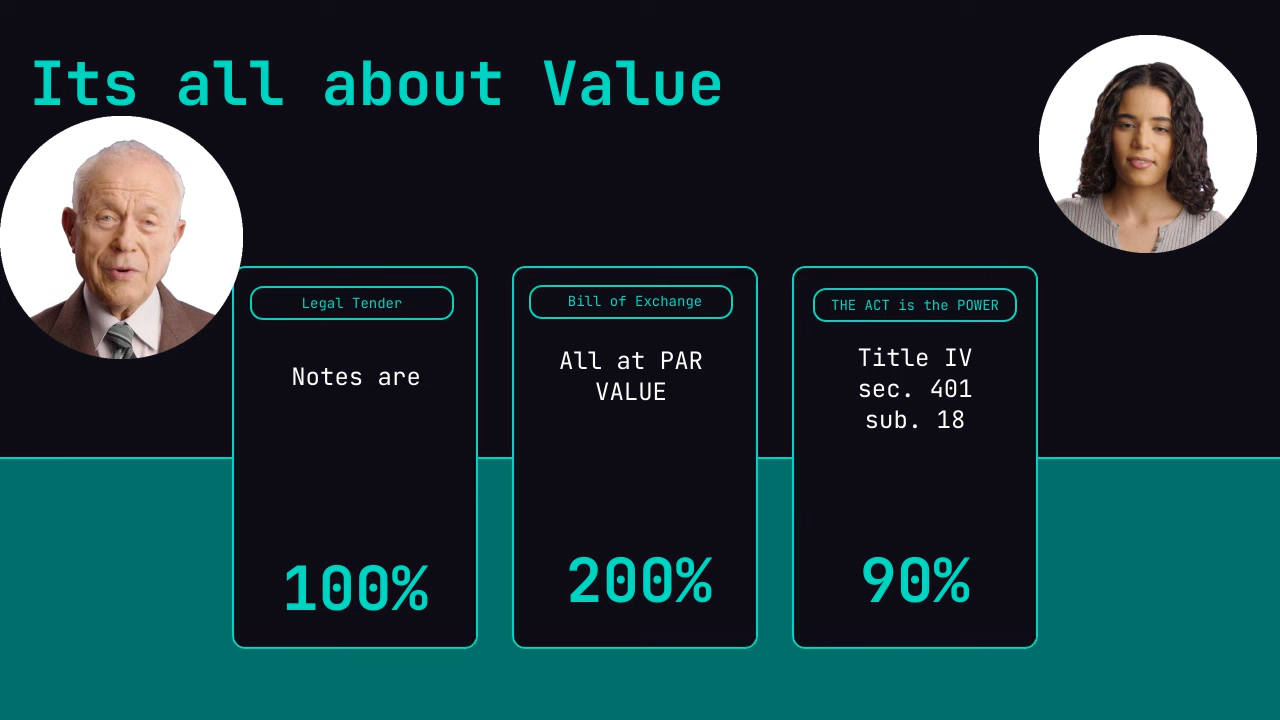 Its all about Value
Legal Tender
Notes are
100%
Bill of Exchange
All at PAR
VALUE
200%
THE ACT is the POWER
Title IV
sec. 401
sub. 18
90%